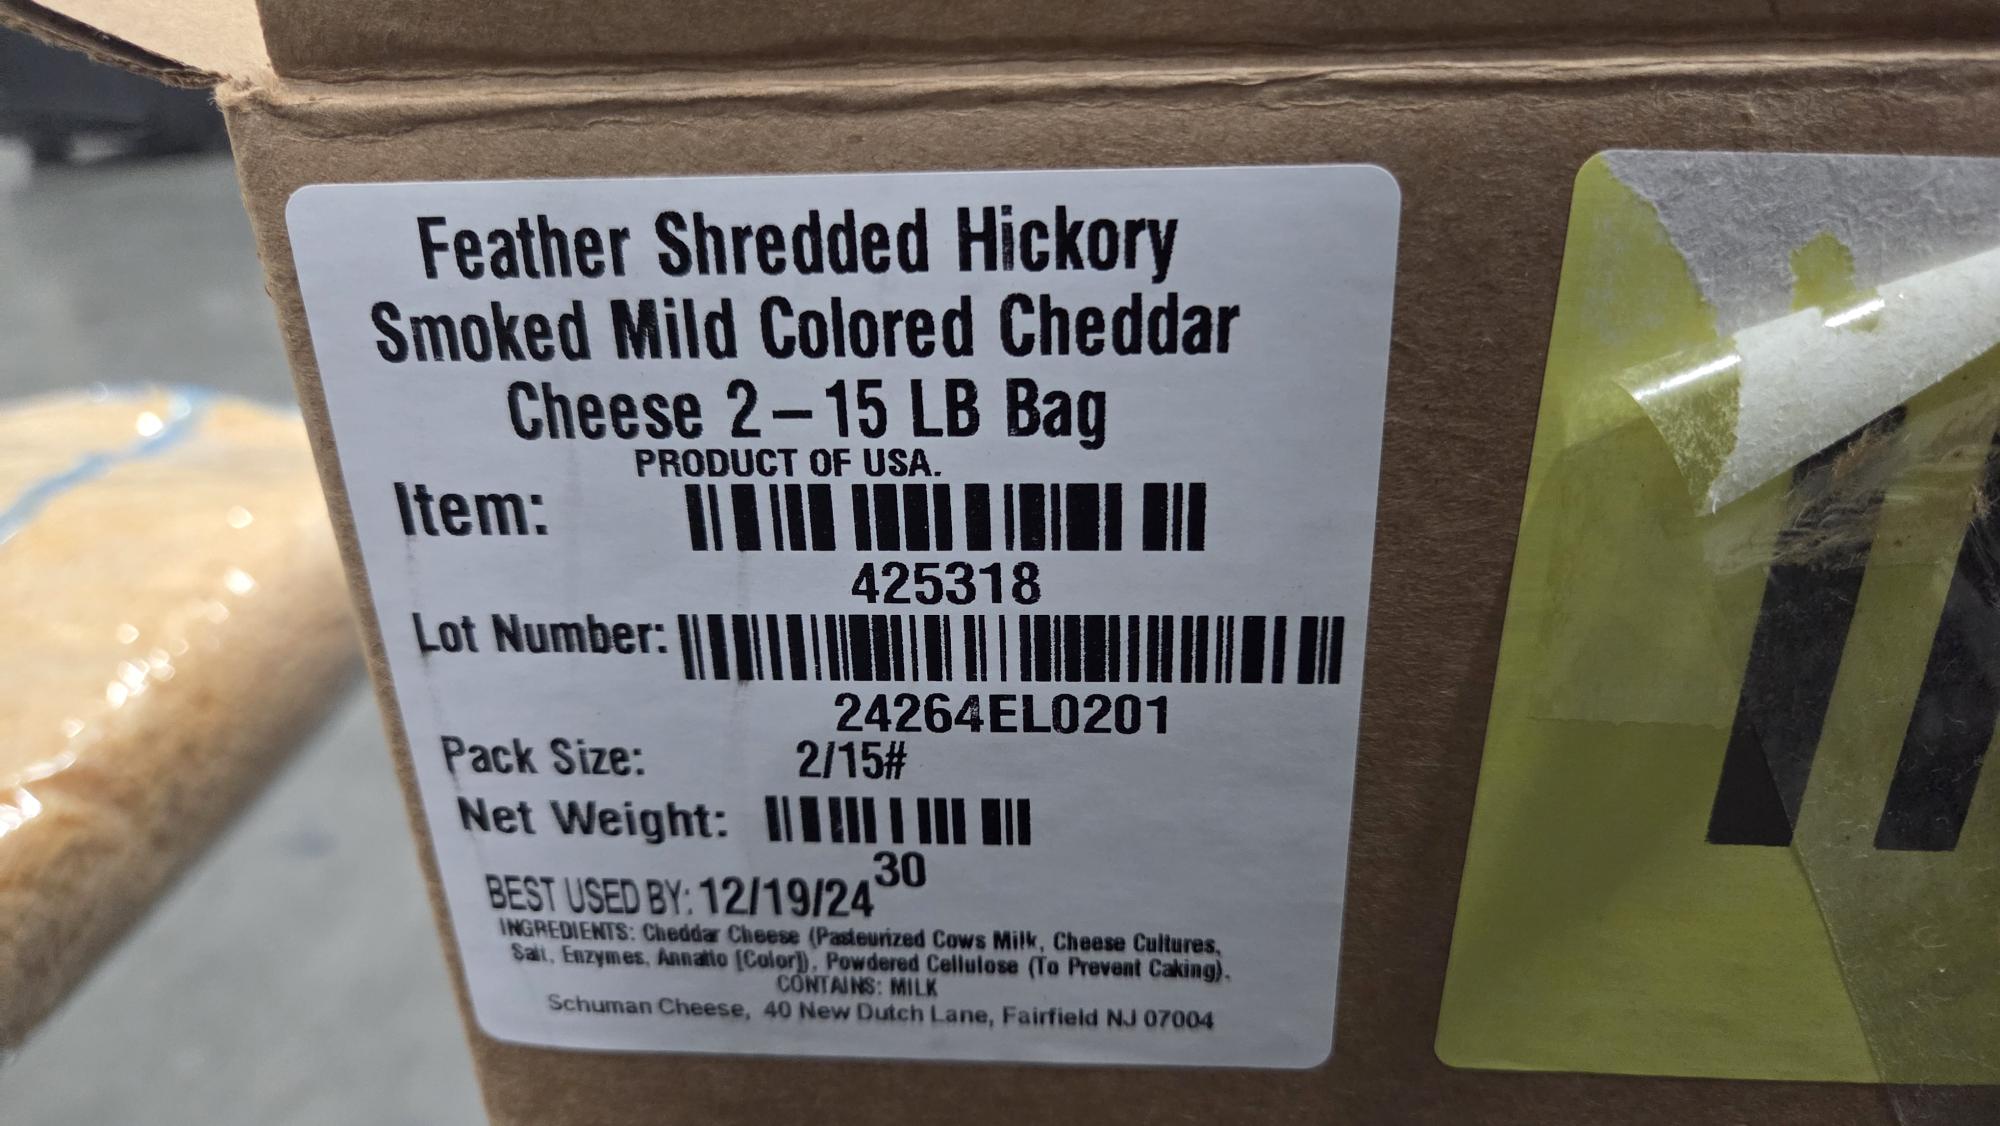 Feather Shredded Hickory
Smoked Mild Colored Cheddar
Cheese 2-15 LB Bag
PRODUCT OF USA.
Item:
425318
Lot Number:
24264EL0201
Pack Size: 2/15#
Net Weight:
30
BEST USED BY: 12/19/24
INGREDIENTS: Cheddar Cheese (Pasteurized Cows Milk, Cheese Cultures,
Salt, Enzymes, Annatto [Color]), Powdered Cellulose (To Prevent Caking).
CONTAINS: MILK
Schuman Cheese, 40 New Dutch Lane, Fairfield NJ 07004